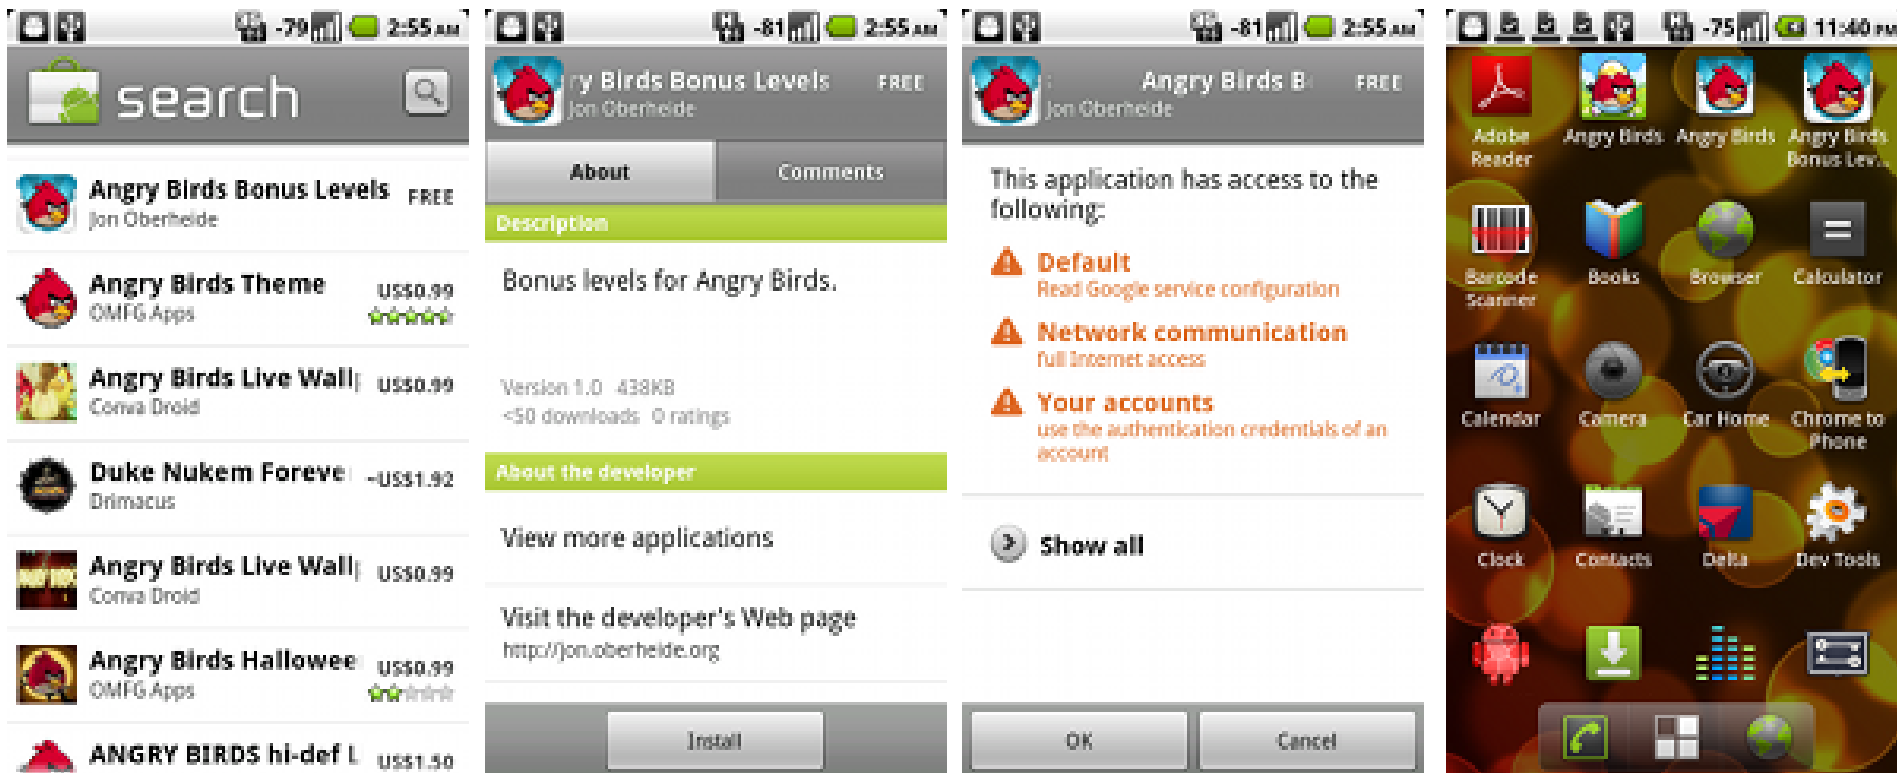 -79 2:55 AM
search
Angry Birds Bonus Levels FREE
Jon Oberheide
Angry Birds Theme US$0.99
OMFG Apps
Angry Birds Live Wall US$0.99
Conva Droid
Duke Nukem Foreve ~US$1.92
Drimacus
Angry Birds Live Wall US$0.99
Conva Droid
Angry Birds Hallowee US$0.99
OMFG Apps
ANGRY BIRDS hi-def L US$1.50
-81 2:55 AM
ry Birds Bonus Levels FREE
Jon Oberheide
About Comments
Description
Bonus levels for Angry Birds.
Version 1.0 438KB
<50 downloads 0 ratings
About the developer
View more applications
Visit the developer's Web page
http://jon.oberheide.org
Install
-81 2:55 AM
Angry Birds B FREE
Jon Oberheide
This application has access to the
following:
Default
Read Google service configuration
Network communication
full Internet access
Your accounts
use the authentication credentials of an
account
Show all
OK Cancel
-75 11:40 PM
Adobe Reader
Angry Birds
Angry Birds
Angry Birds Bonus Lev...
Barcode Scanner
Books
Browser
Calculator
Calendar
Camera
Car Home
Chrome to Phone
Clock
Contacts
Delta
Dev Tools